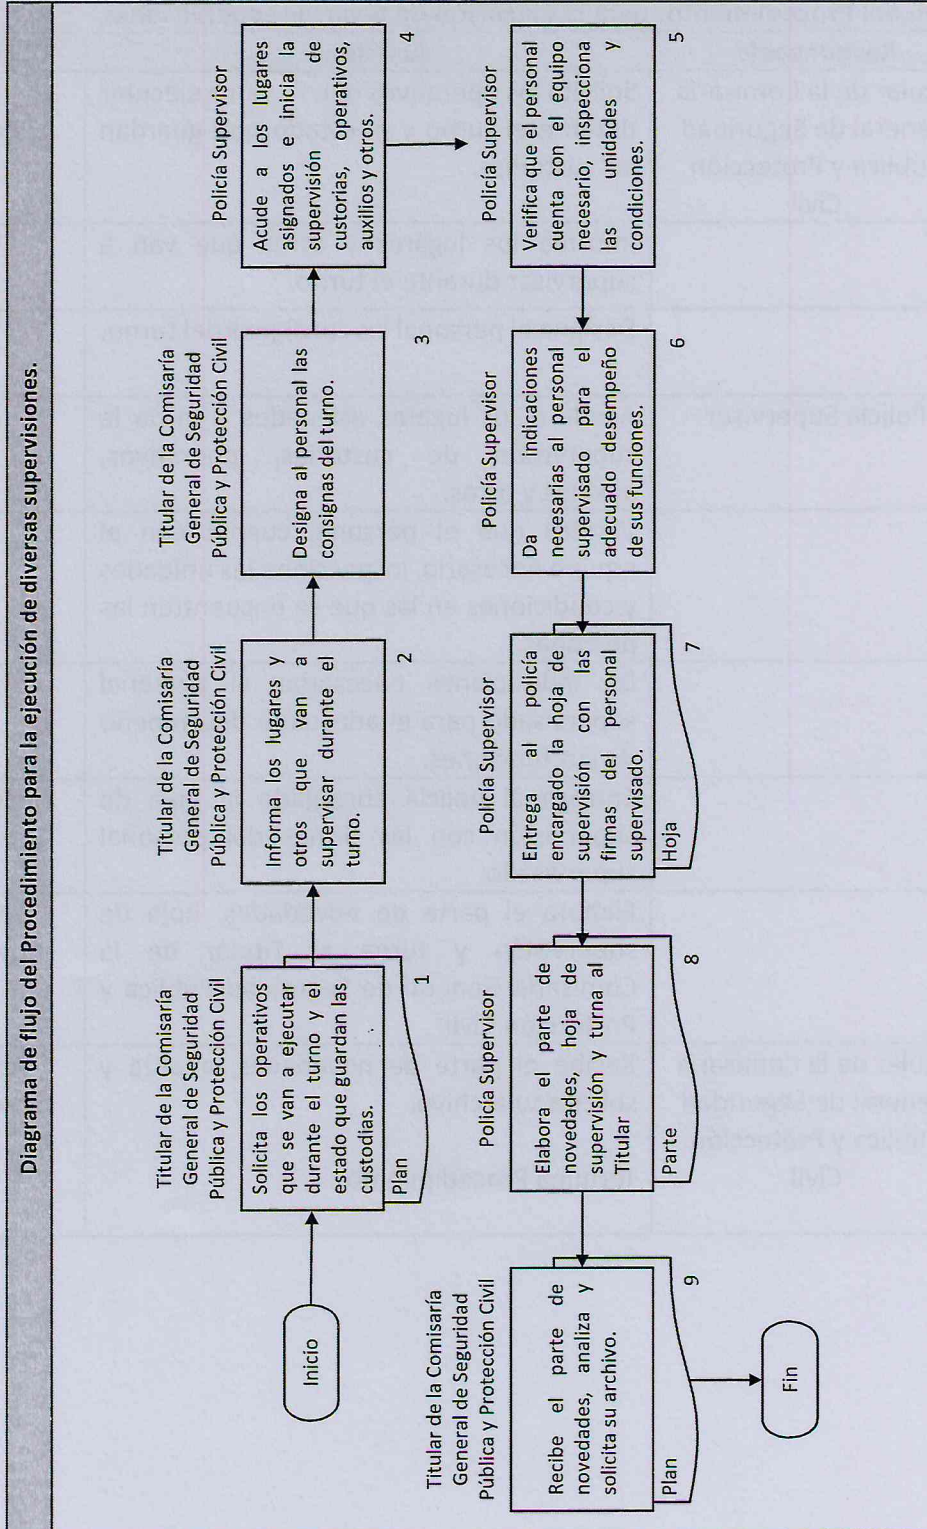 Diagrama de flujo del Procedimiento para la ejecución de diversas supervisiones.
Inicio
Titular de la Comisaría
General de Seguridad
Pública y Protección Civil
Solicita los operativos
que se van ejecutar
durante el turno y el
estado que guardan las
custodias.
Plan
1
Titular de la Comisaría
General de Seguridad
Pública y Protección Civil
Informa los lugares y
otros que van a
supervisar durante el
turno.
2
Titular de la Comisaría
General de Seguridad
Pública y Protección Civil
Designa al personal las
consignas del turno.
3
Policía Supervisor
Acude a los lugares
asignados e inicia la
supervisión de
custorias, operativos,
auxilios y otros.
4
Policía Supervisor
Verifica que el personal
cuenta con el equipo
necesario, inspecciona
las unidades y
condiciones.
5
Policía Supervisor
Da indicaciones
necesarias al personal
supervisado para el
adecuado desempeño
de sus funciones.
6
Policía Supervisor
Entrega al policía
encargado la hoja de
supervisión con las
firmas del personal
supervisado.
Hoja
7
Policía Supervisor
Elabora el parte de
novedades, hoja de
supervisión y turna al
Titular
Parte
8
Titular de la Comisaría
General de Seguridad
Pública y Protección Civil
Recibe el parte de
novedades, analiza y
solicita su archivo.
Plan
9
Fin